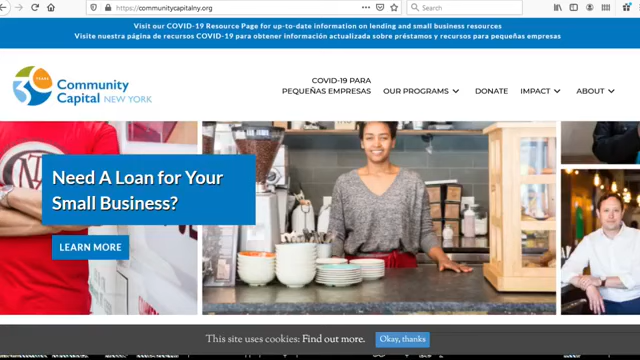 https://communitycapitalny.org
Search
Visit our COVID-19 Resource Page for up-to-date information on lending and small business resources
Visite nuestra página de recursos COVID-19 para obtener información actualizada sobre préstamos y recursos para pequeñas empresas
30 YEARS
Community
Capital NEW YORK
COVID-19 PARA
PEQUEÑAS EMPRESAS
OUR PROGRAMS
DONATE
IMPACT
ABOUT
Need A Loan for Your
Small Business?
LEARN MORE
This site uses cookies: Find out more.
Okay, thanks